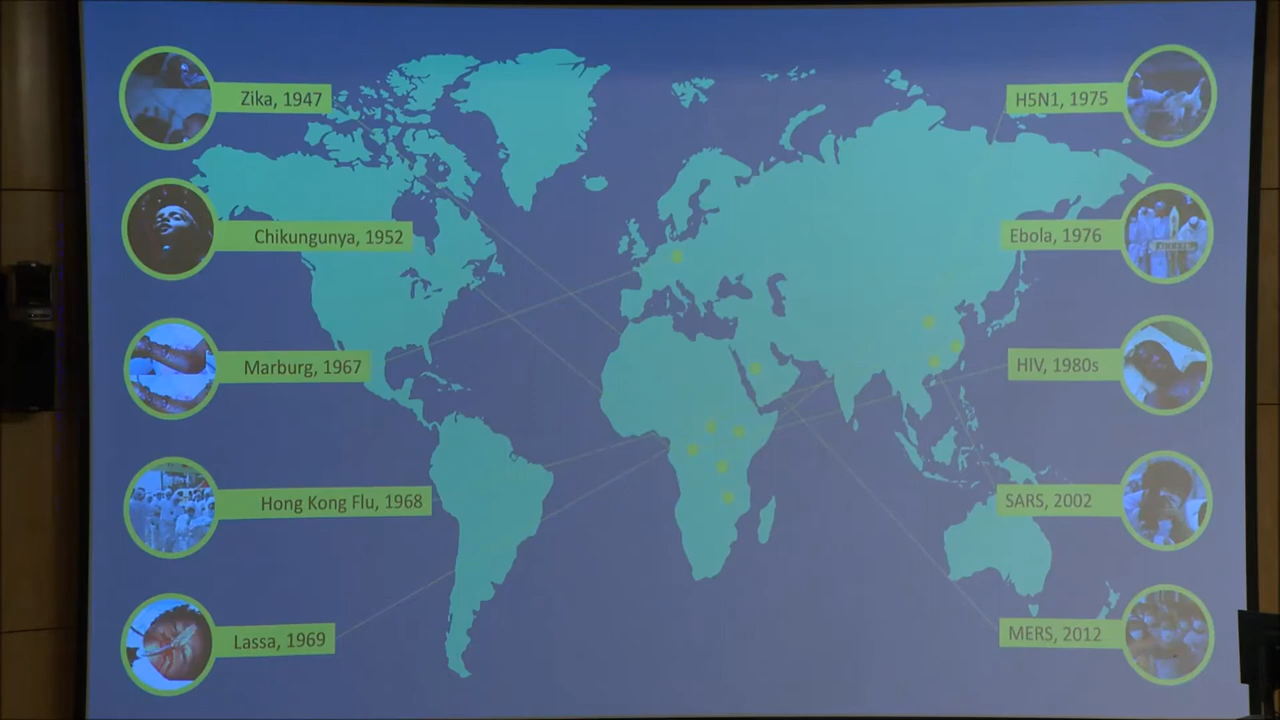 Zika, 1947
Chikungunya, 1952
Marburg, 1967
Hong Kong Flu, 1968
Lassa, 1969
H5N1, 1975
Ebola, 1976
HIV, 1980s
SARS, 2002
MERS, 2012